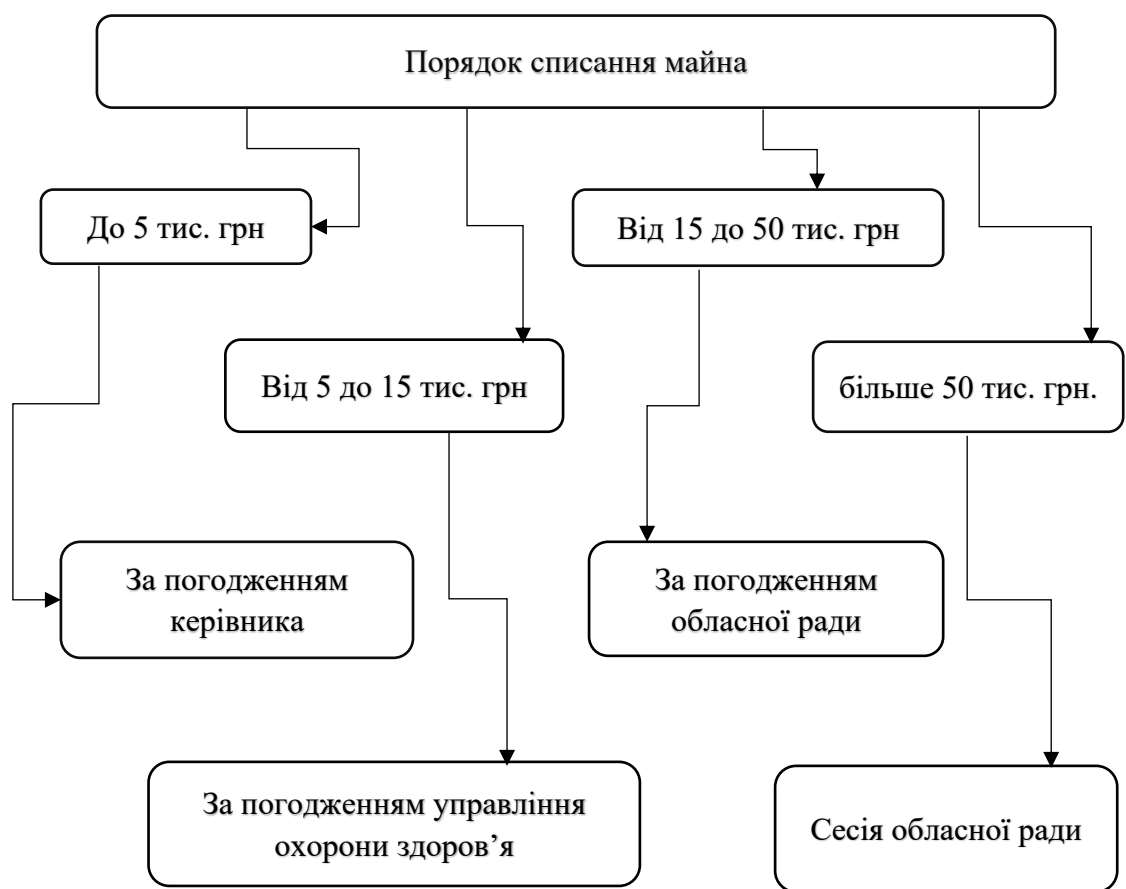 Порядок списання майна
До 5 тис. грн
Від 15 до 50 тис. грн
Від 5 до 15 тис. грн
більше 50 тис. грн.
За погодженням
керівника
За погодженням
обласної ради
За погодженням управління
охорони здоров’я
Сесія обласної ради